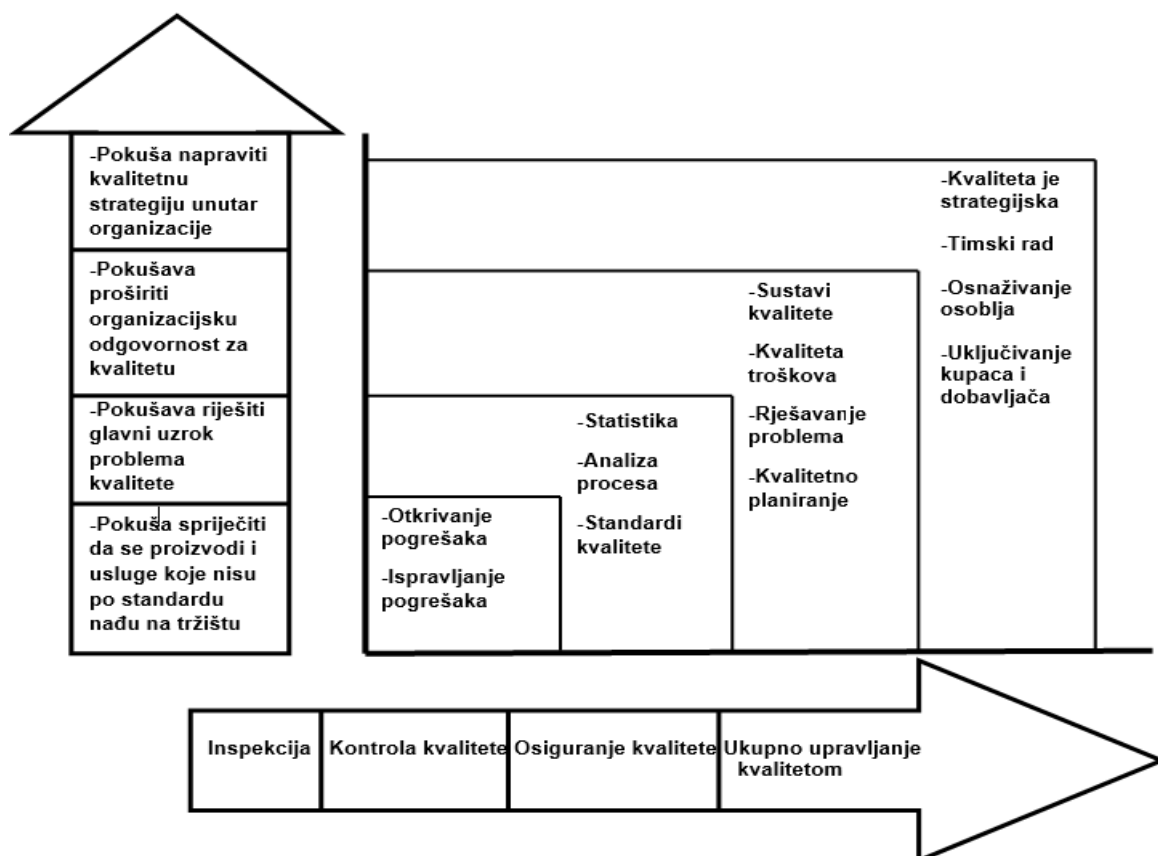 -Pokuša napraviti
kvalitetnu
strategiju unutar
organizacije
-Pokušava
proširiti
organizacijsku
odgovornost za
kvalitetu
-Pokušava riješiti
glavni uzrok
problema
kvalitete
-Pokuša spriječiti
da se proizvodi i
usluge koje nisu
po standardu
nađu na tržištu
-Otkrivanje
pogrešaka
-Ispravljanje
pogrešaka
-Statistika
-Analiza
procesa
-Standardi
kvalitete
-Sustavi
kvalitete
-Kvaliteta
troškova
-Rješavanje
problema
-Kvalitetno
planiranje
-Kvaliteta je
strategijska
-Timski rad
-Osnaživanje
osoblja
-Uključivanje
kupaca i
dobavljača
Inspekcija
Kontrola kvalitete
Osiguranje kvalitete
Ukupno upravljanje
kvalitetom